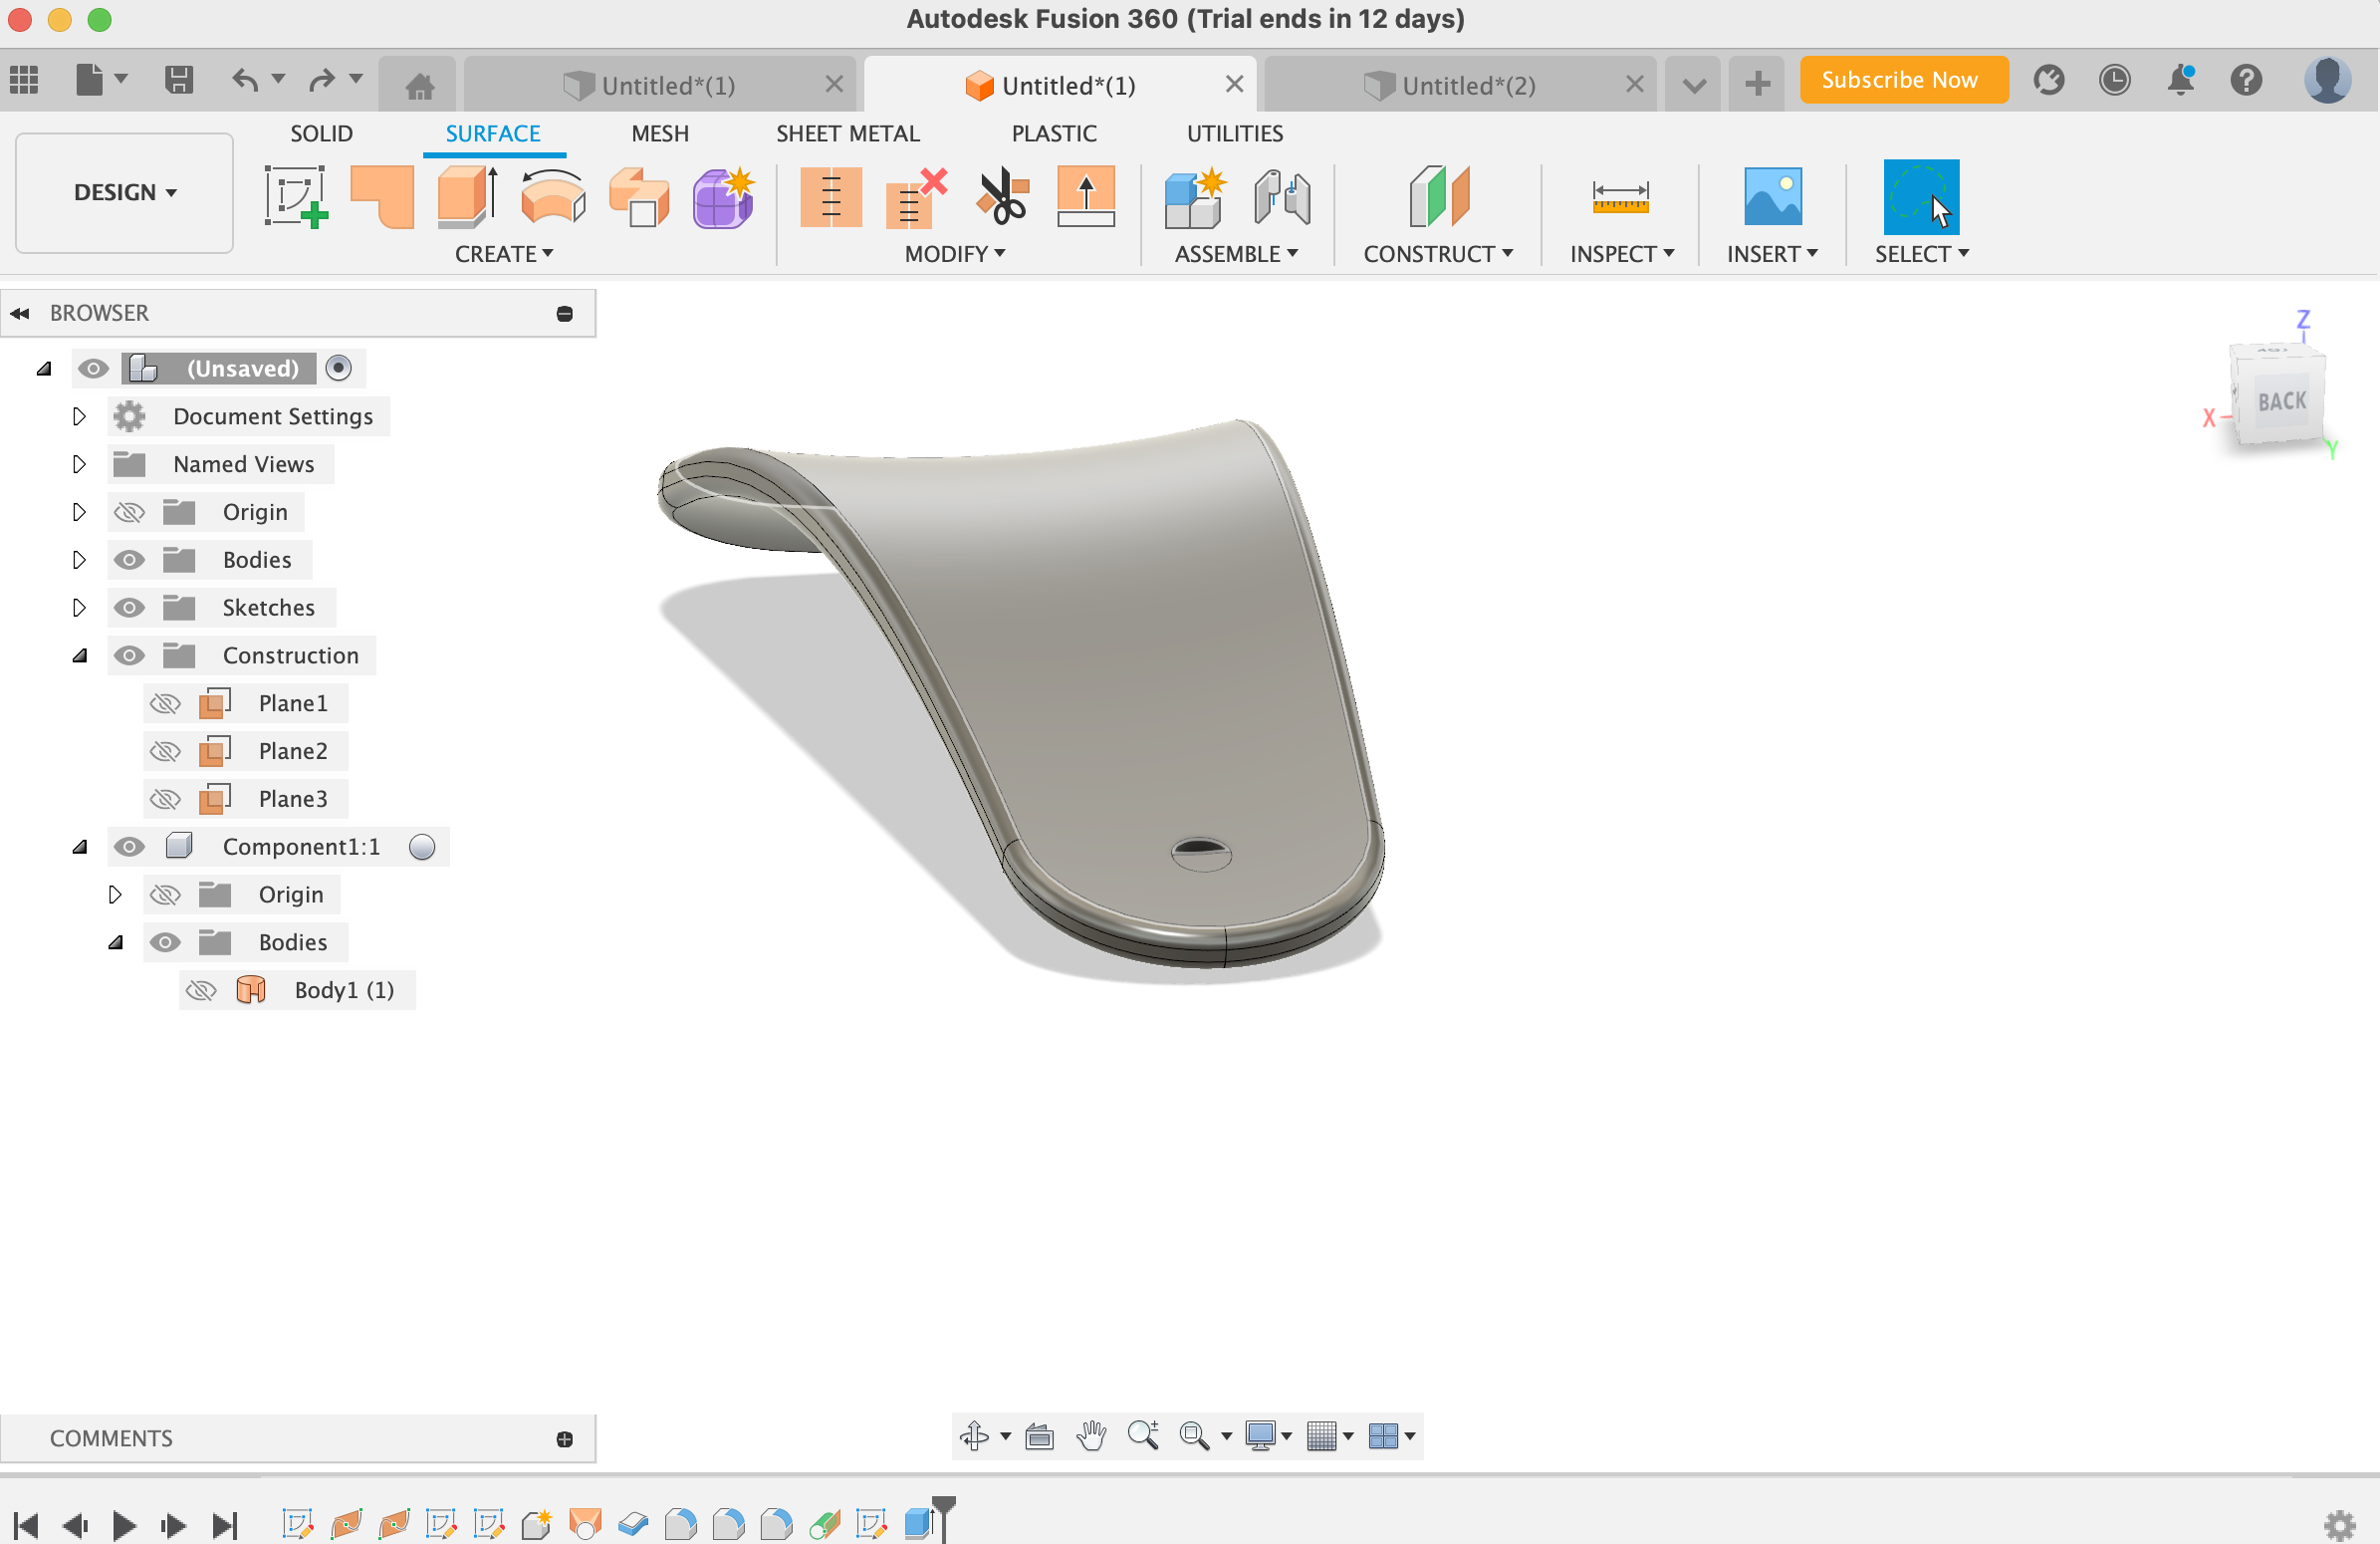 Autodesk Fusion 360 (Trial ends in 12 days)
Untitled*(1)
Untitled*(1)
Untitled*(2)
Subscribe Now
SOLID
SURFACE
MESH
SHEET METAL
PLASTIC
UTILITIES
DESIGN
CREATE
MODIFY
ASSEMBLE
CONSTRUCT
INSPECT
INSERT
SELECT
BROWSER
(Unsaved)
Document Settings
Named Views
Origin
Bodies
Sketches
Construction
Plane1
Plane2
Plane3
Component1:1
Origin
Bodies
Body1 (1)
Z
TOP
BACK
X
Y
COMMENTS